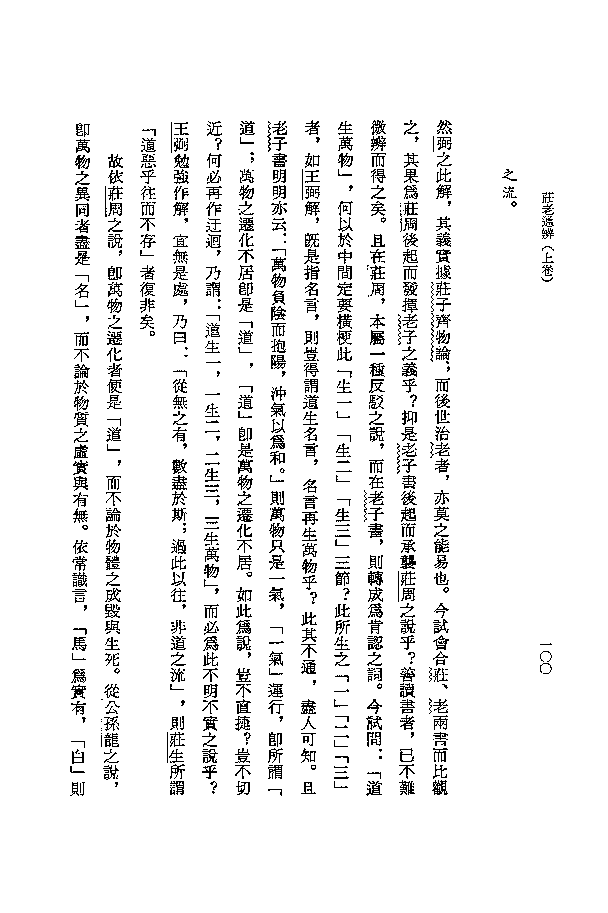 莊老通辨（上卷）
一〇〇
之流。
然弼之此解，其義實據莊子齊物論，而後世治老者，亦莫之能易也。今試會合莊、老兩書而比觀
之，其果爲莊周後起而發揮老子之義乎？抑是老子書後起而承襲莊周之說乎？善讀書者，已不難
微辨而得之矣。且在莊周，本屬一種反駁之說，而在老子書，則轉成爲肯認之詞。今試問：「道
生萬物」，何以於中間定要橫梗此「生一」「生二」「生三」三節？此所生之「一」「二」「三」
者，如王弼解，旣是指名言，則豈得謂道生名言，名言再生萬物乎？此其不通，盡人可知。且
老子書明明亦云：「萬物負陰而抱陽，沖氣以爲和。」則萬物只是一氣，「一氣」運行，卽所謂「
道」；萬物之遷化不居卽是「道」，「道」卽是萬物之遷化不居。如此爲說，豈不直捷？豈不切
近？何必再作迂迴，乃謂：「道生一，一生二，二生三，三生萬物」，而必爲此不明不實之說乎？
王弼勉強作解，宜無是處，乃曰：「從無之有，數盡於斯；過此以往，非道之流」，則莊生所謂
「道惡乎往而不存」者復非矣。
故依莊周之說，卽萬物之遷化者便是「道」，而不論於物體之成毀與生死。從公孫龍之說，
卽萬物之異同者盡是「名」，而不論於物質之虛實與有無。依常識言，「馬」爲實有，「白」則